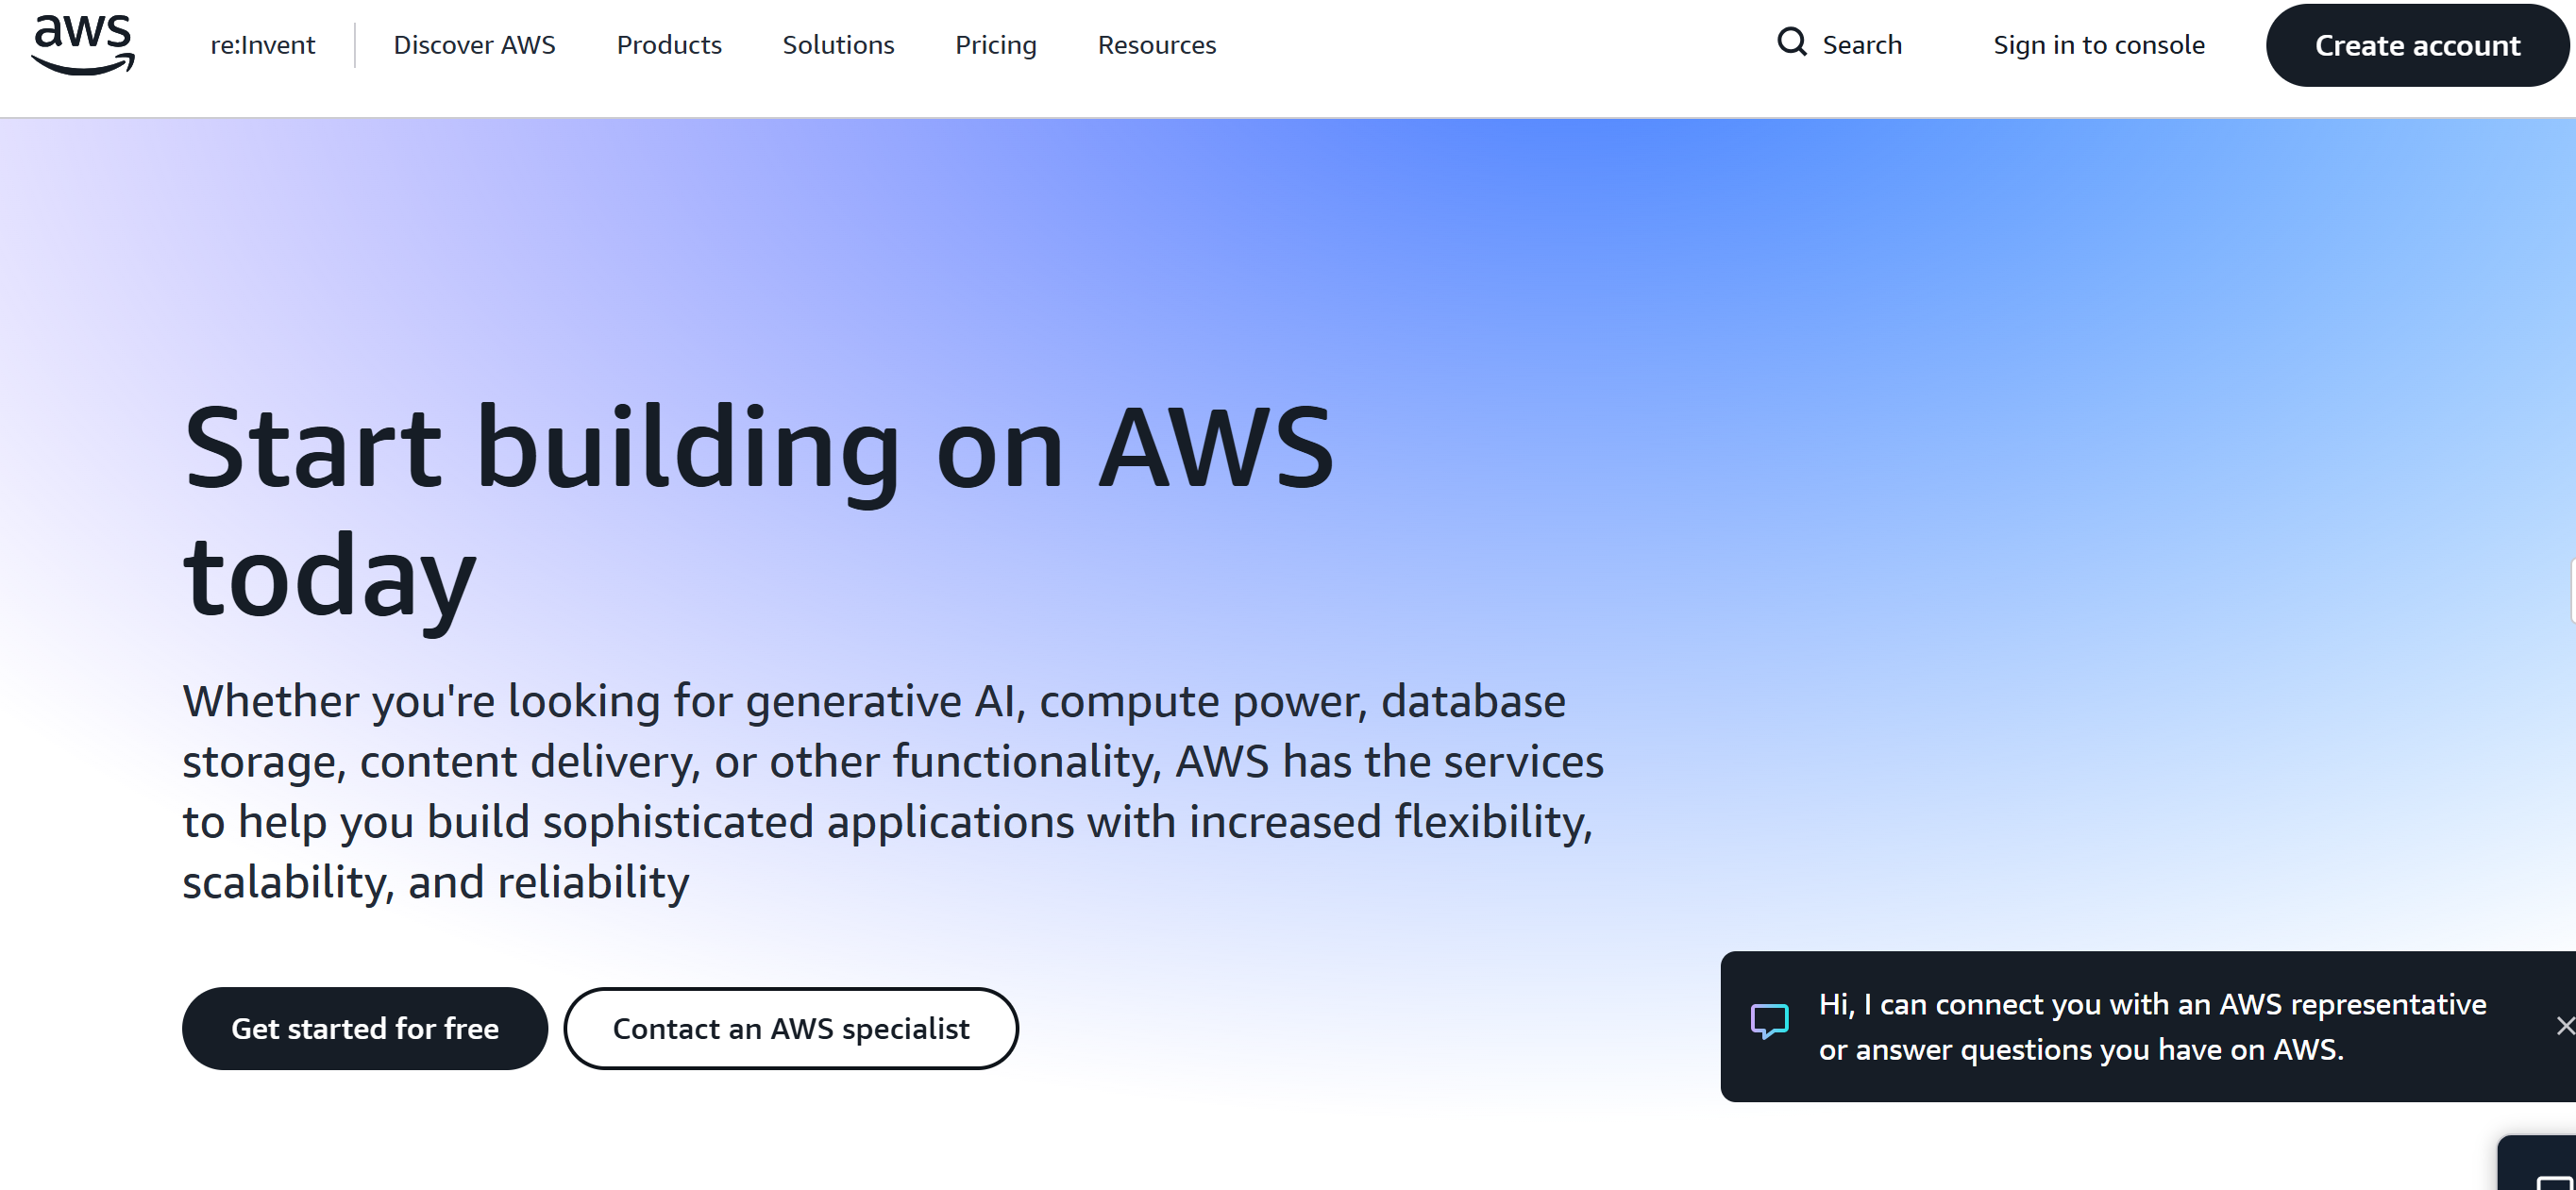 aws
re:Invent
Discover AWS
Products
Solutions
Pricing
Resources
Search
Sign in to console
Create account
Start building on AWS
today
Whether you're looking for generative AI, compute power, database
storage, content delivery, or other functionality, AWS has the services
to help you build sophisticated applications with increased flexibility,
scalability, and reliability
Get started for free
Contact an AWS specialist
Hi, I can connect you with an AWS representative
or answer questions you have on AWS.